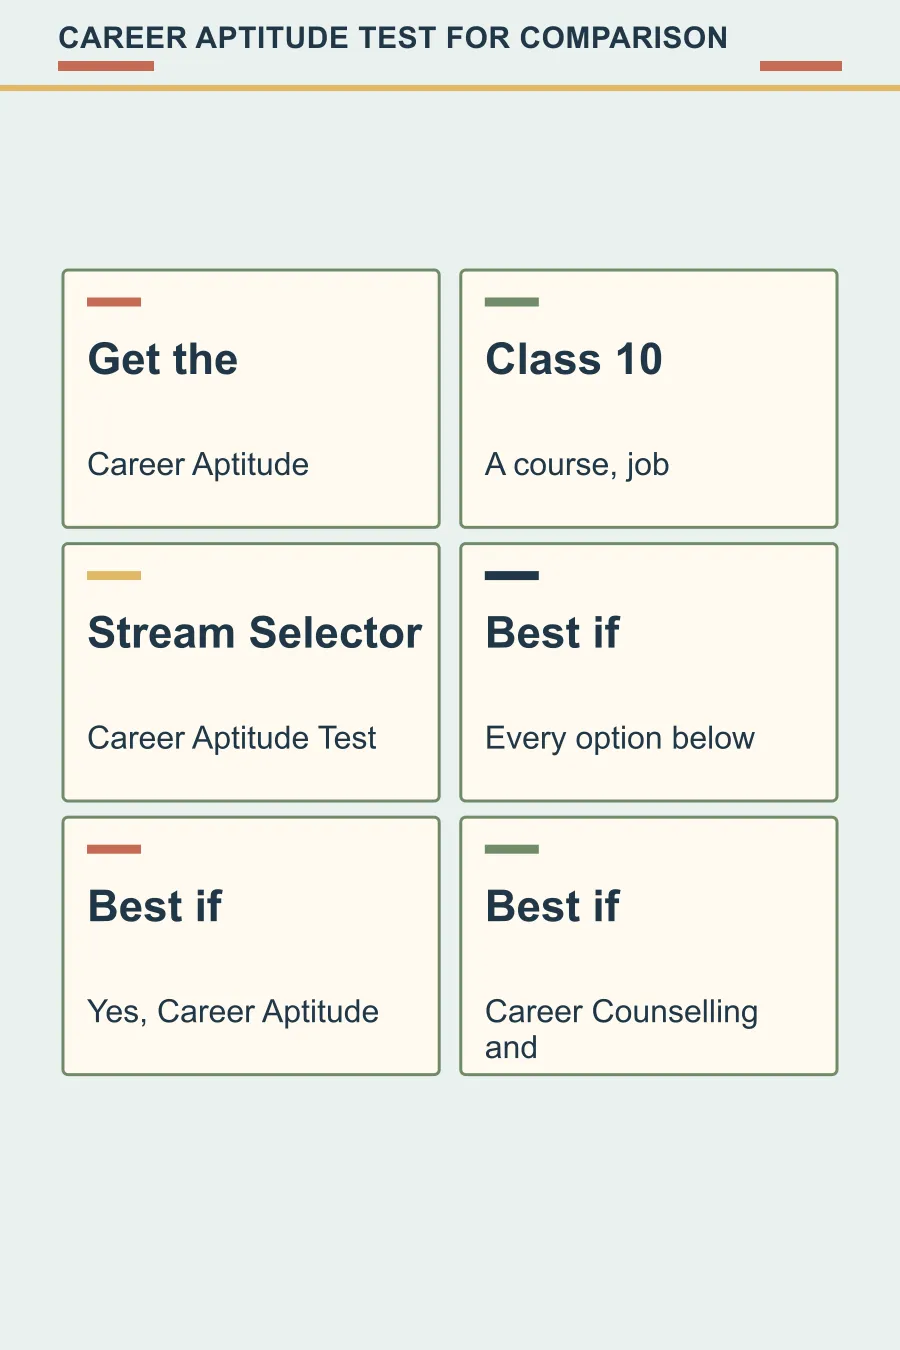 CAREER APTITUDE TEST FOR COMPARISON
Get the
Career Aptitude
Class 10
A course, job
Stream Selector
Career Aptitude Test
Best if
Every option below
Best if
Yes, Career Aptitude
Best if
Career Counselling
and